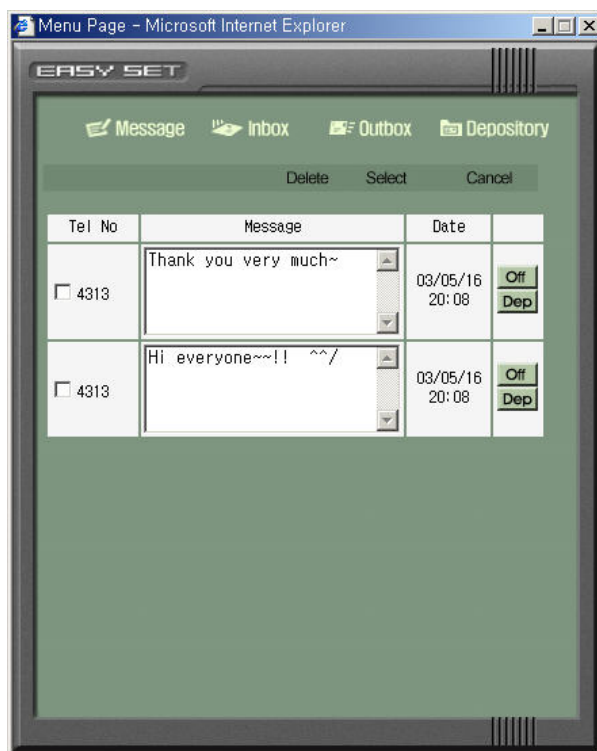 Menu Page - Microsoft Internet Explorer
EASY SET
Message Inbox Outbox Depository
Delete Select Cancel
Tel No Message Date
4313 Thank you very much~ 03/05/16 20:08 Off Dep
4313 Hi everyone~~!! ^^/ 03/05/16 20:08 Off Dep